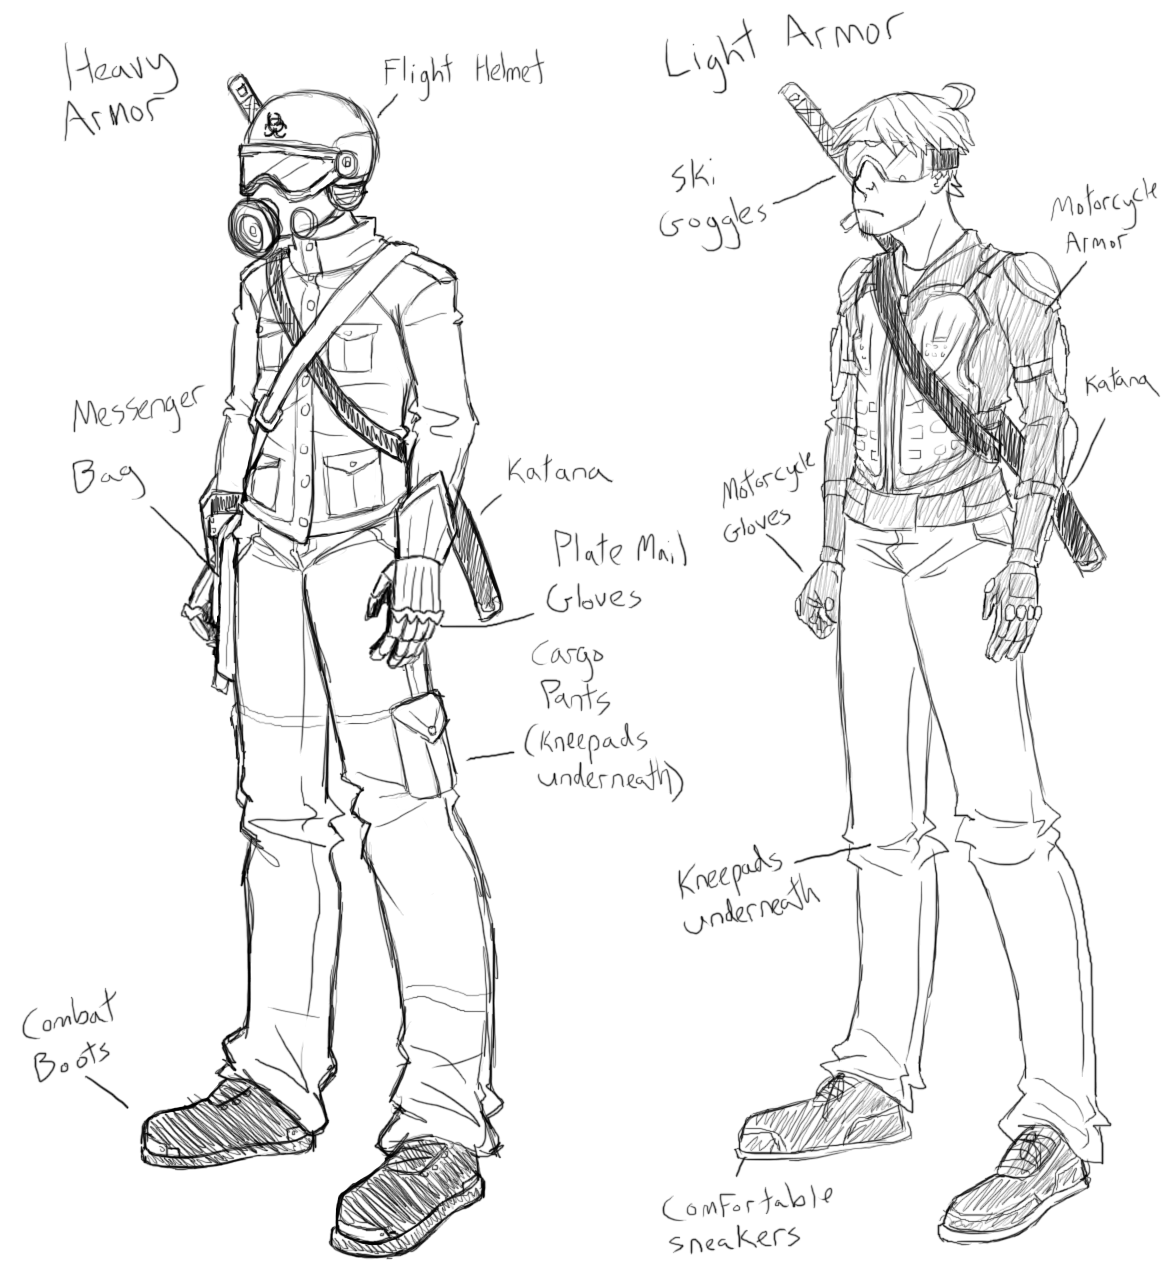 Heavy
Armor
Flight Helmet
Messenger
Bag
Katana
Plate Mail
Gloves
Cargo
Pants
(Kneepads
underneath)
Combat
Boots
Light Armor
Ski
Goggles
Motorcycle
Armor
Katana
Motorcycle
Gloves
Kneepads
underneath
Comfortable
sneakers